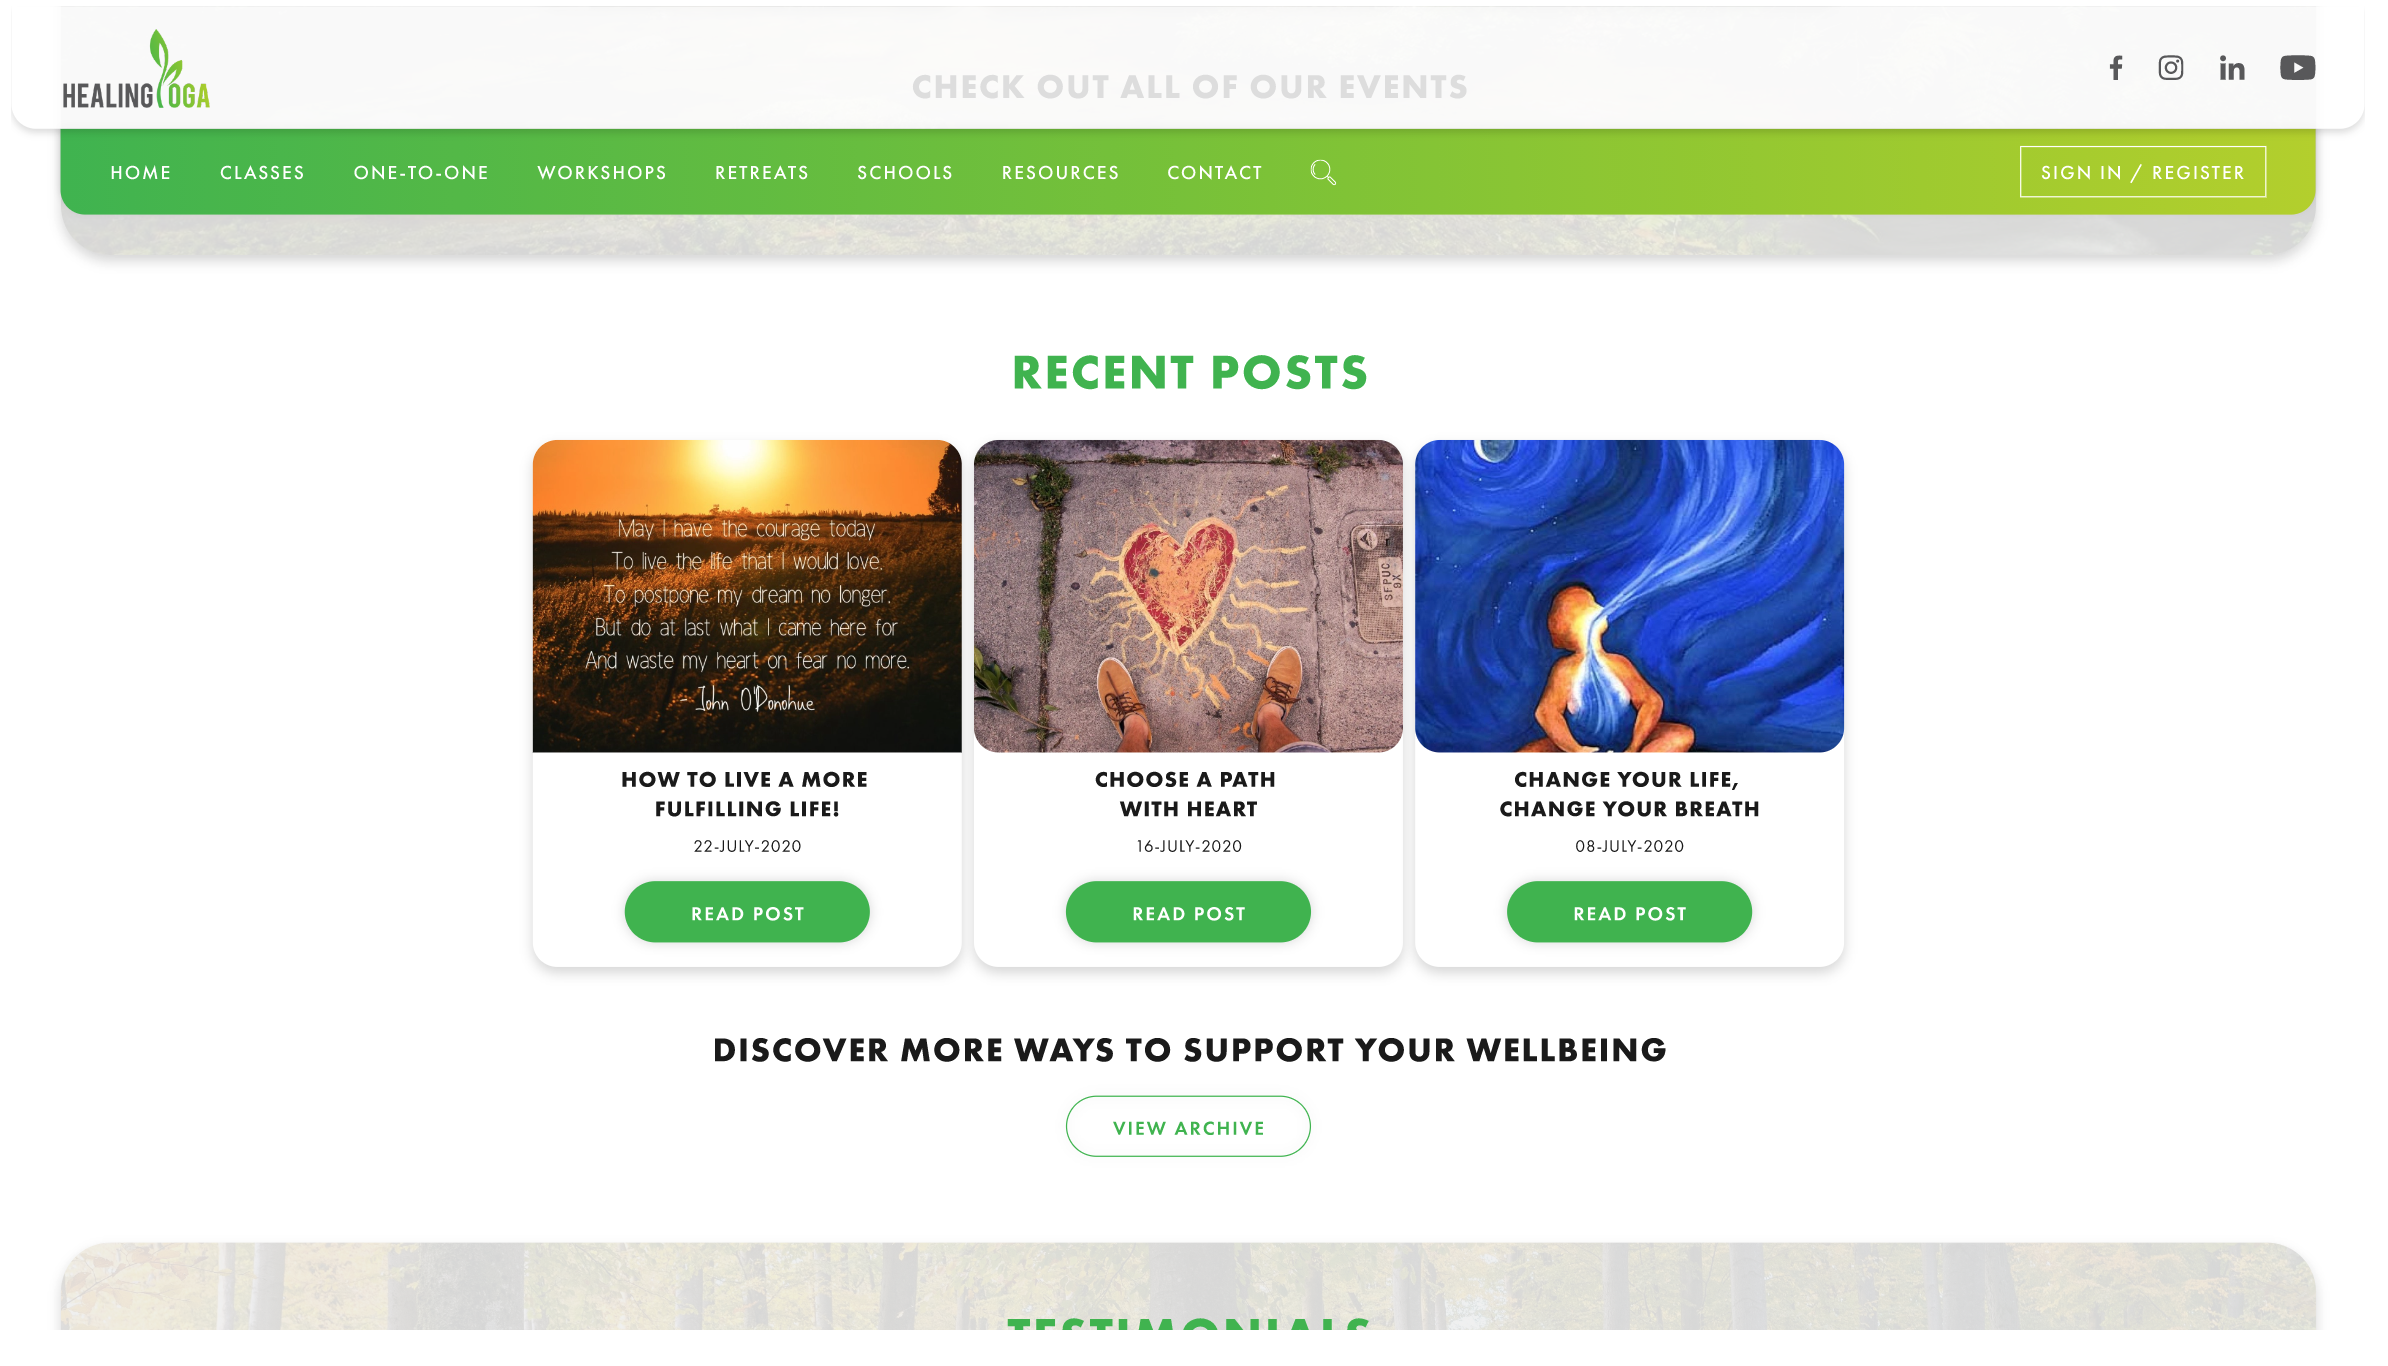 HEALING YOGA
CHECK OUT ALL OF OUR EVENTS
HOME CLASSES ONE-TO-ONE WORKSHOPS RETREATS SCHOOLS RESOURCES CONTACT SIGN IN / REGISTER
RECENT POSTS
May I have the courage today
To live the life that I would love,
To postpone my dream no longer,
But do at last what I came here for
And waste my heart on fear no more.
- John O'Donohue
SFPUC
HOW TO LIVE A MORE
FULFILLING LIFE!
22-JULY-2020
READ POST
CHOOSE A PATH
WITH HEART
16-JULY-2020
READ POST
CHANGE YOUR LIFE,
CHANGE YOUR BREATH
08-JULY-2020
READ POST
DISCOVER MORE WAYS TO SUPPORT YOUR WELLBEING
VIEW ARCHIVE
TESTIMONIALS